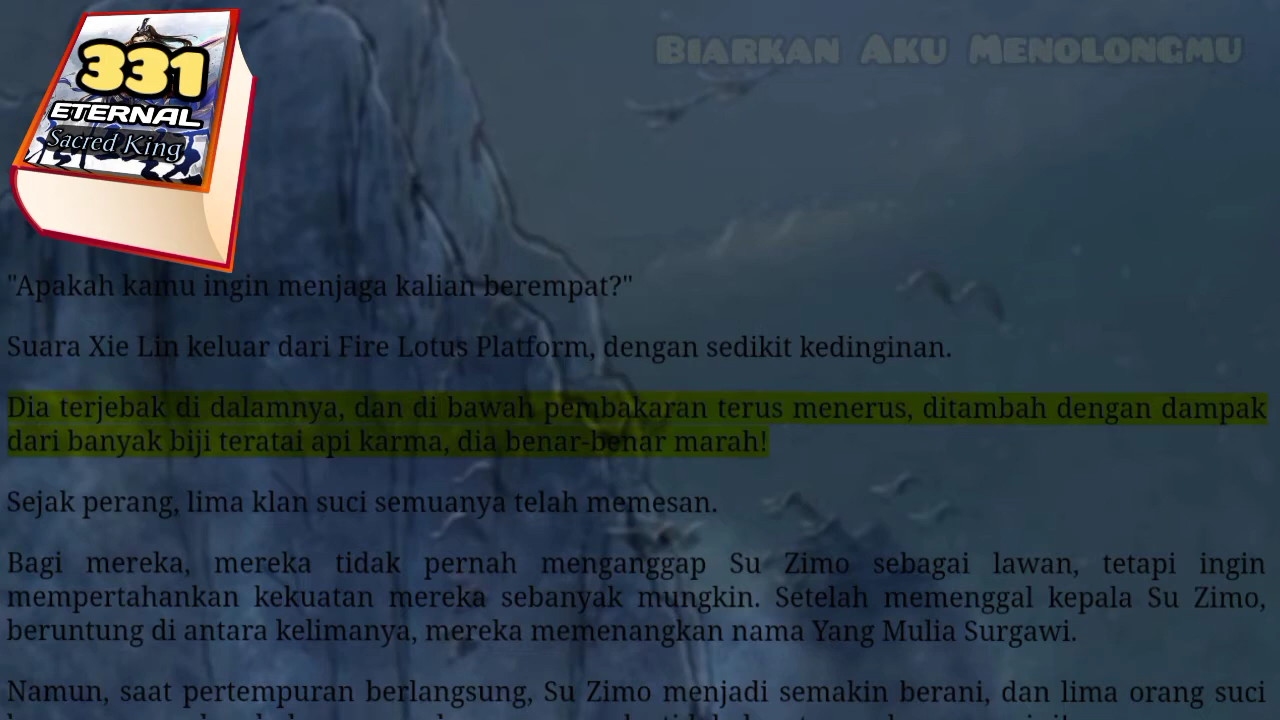 331
ETERNAL
Sacred King
Biarkan Aku Menolongmu
"Apakah kamu ingin menjaga kalian berempat?"
Suara Xie Lin keluar dari Fire Lotus Platform, dengan sedikit kedinginan.
Dia terjebak di dalamnya, dan di bawah pembakaran terus menerus, ditambah dengan dampak
dari banyak biji teratai api karma, dia benar-benar marah!
Sejak perang, lima klan suci semuanya telah memesan.
Bagi mereka, mereka tidak pernah menganggap Su Zimo sebagai lawan, tetapi ingin
mempertahankan kekuatan mereka sebanyak mungkin. Setelah memenggal kepala Su Zimo,
beruntung di antara kelimanya, mereka memenangkan nama Yang Mulia Surgawi.
Namun, saat pertempuran berlangsung, Su Zimo menjadi semakin berani, dan lima orang suci